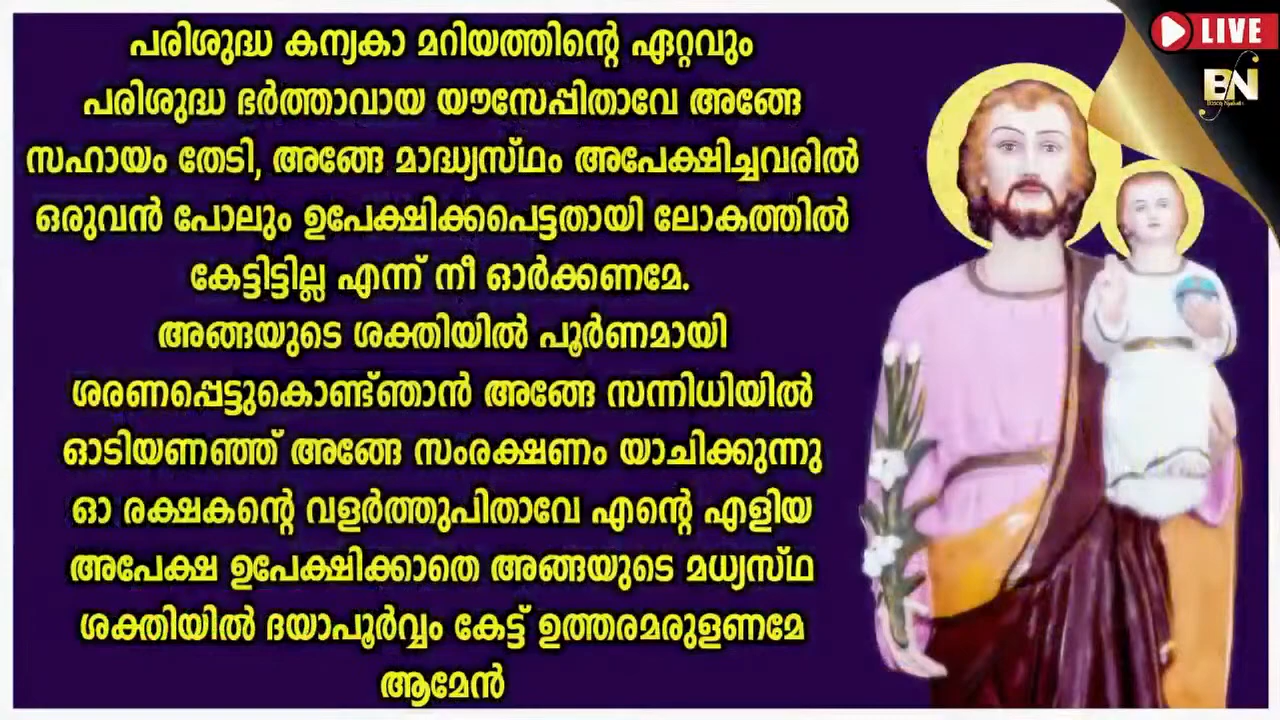 പരിശുദ്ധ കന്യകാ മറിയത്തിന്റെ ഏറ്റവും
പരിശുദ്ധ ഭർത്താവായ യൗസേപ്പിതാവേ അങ്ങേ
സഹായം തേടി, അങ്ങേ മാദ്ധ്യസ്ഥം അപേക്ഷിച്ചവരിൽ
ഒരുവൻ പോലും ഉപേക്ഷിക്കപെട്ടതായി ലോകത്തിൽ
കേട്ടിട്ടില്ല എന്ന് നീ ഓർക്കണമേ.
അങ്ങയുടെ ശക്തിയിൽ പൂർണമായി
ശരണപ്പെട്ടുകൊണ്ട്ഞാൻ അങ്ങേ സന്നിധിയിൽ
ഓടിയണഞ്ഞ് അങ്ങേ സംരക്ഷണം യാചിക്കുന്നു
ഓ രക്ഷകന്റെ വളർത്തുപിതാവേ എന്റെ എളിയ
അപേക്ഷ ഉപേക്ഷിക്കാതെ അങ്ങയുടെ മധ്യസ്ഥ
ശക്തിയിൽ ദയാപൂർവ്വം കേട്ട് ഉത്തരമരുളണമേ
ആമേൻ
LIVE
BN